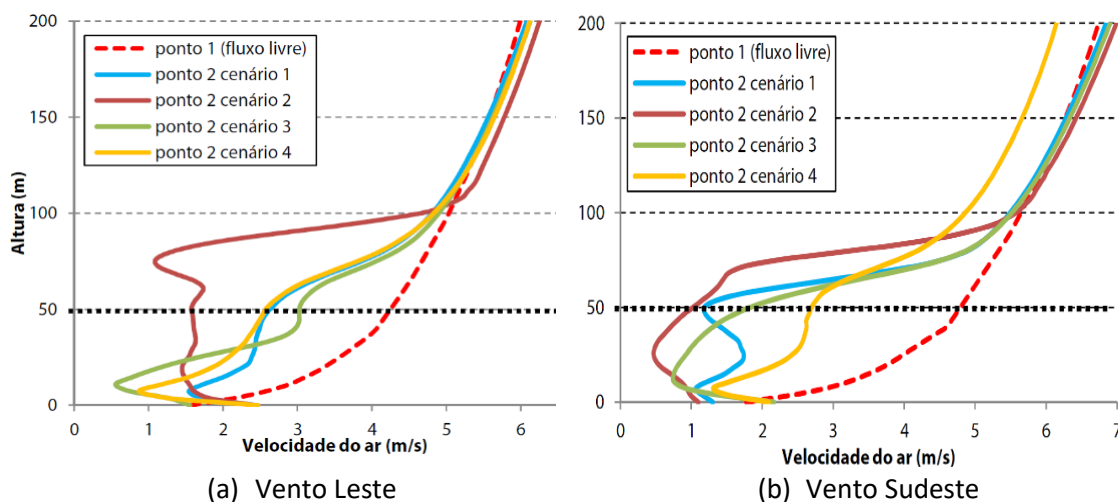 200
150
100
50
0
Altura (m)
ponto 1 (fluxo livre)
ponto 2 cenário 1
ponto 2 cenário 2
ponto 2 cenário 3
ponto 2 cenário 4
0 1 2 3 4 5 6
Velocidade do ar (m/s)
(a) Vento Leste
200
150
100
50
0
ponto 1 (fluxo livre)
ponto 2 cenário 1
ponto 2 cenário 2
ponto 2 cenário 3
ponto 2 cenário 4
0 1 2 3 4 5 6 7
Velocidade do ar (m/s)
(b) Vento Sudeste